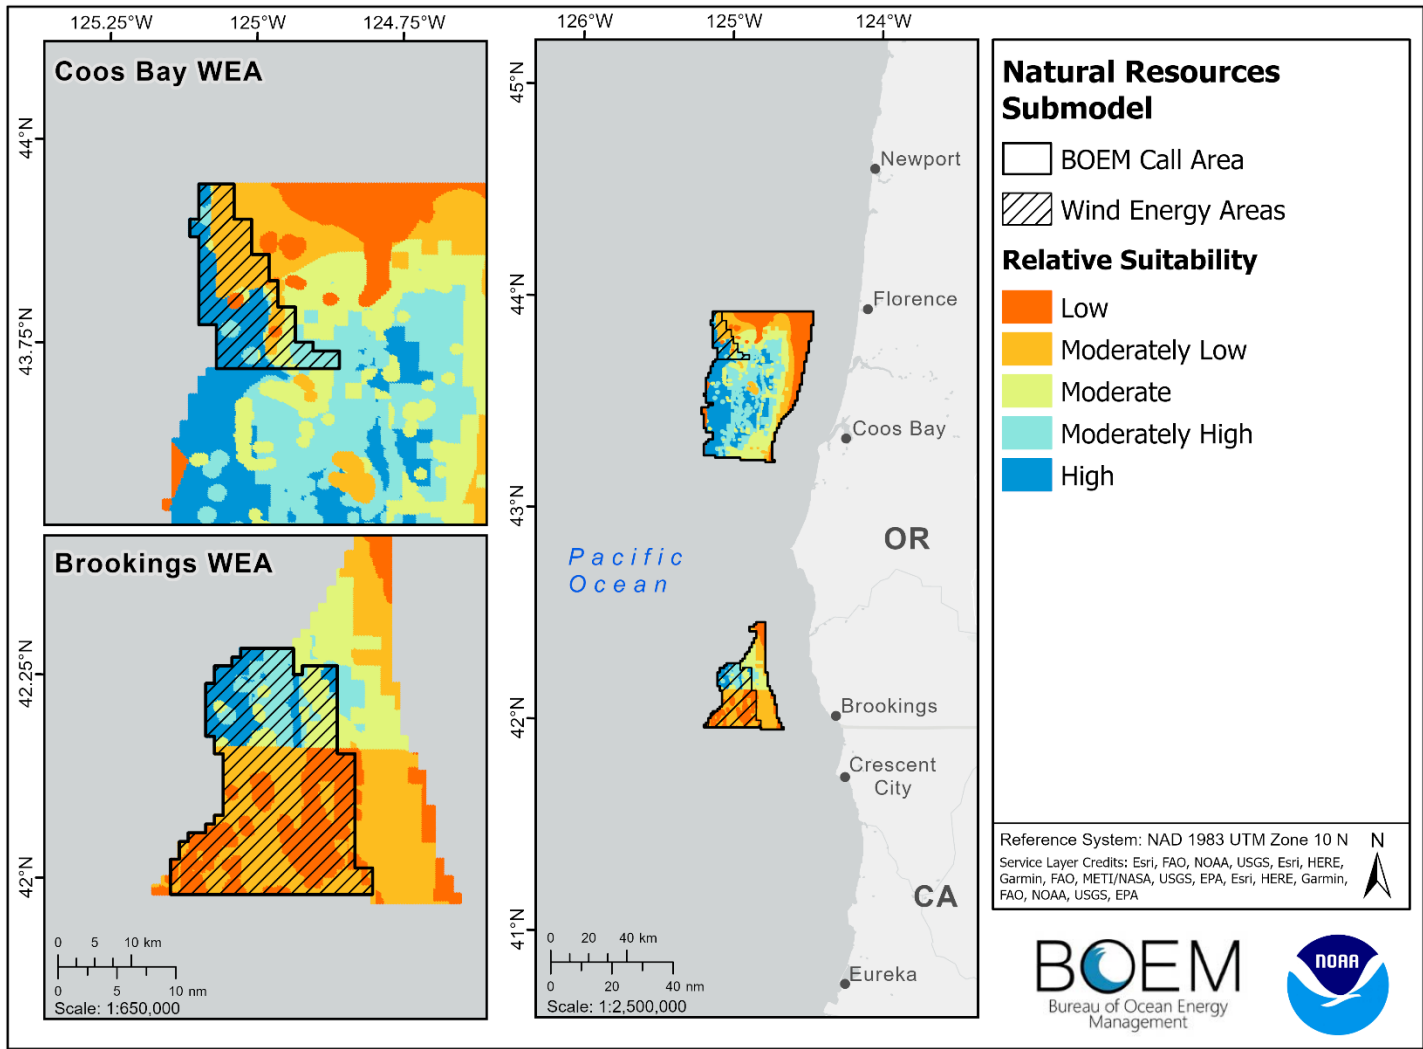 125.25°W 125°W 124.75°W
Coos Bay WEA
44°N
43.75°N
Brookings WEA
42.25°N
42°N
0 5 10 km
0 5 10 nm
Scale: 1:650,000
126°W 125°W 124°W
45°N
44°N
43°N
42°N
41°N
Newport
Florence
Coos Bay
OR
Pacific
Ocean
Brookings
Crescent
City
CA
Eureka
0 20 40 km
0 20 40 nm
Scale: 1:2,500,000
Natural Resources
Submodel
BOEM Call Area
Wind Energy Areas
Relative Suitability
Low
Moderately Low
Moderate
Moderately High
High
Reference System: NAD 1983 UTM Zone 10 N
N
Service Layer Credits: Esri, FAO, NOAA, USGS, Esri, HERE,
Garmin, FAO, METI/NASA, USGS, EPA, Esri, HERE, Garmin,
FAO, NOAA, USGS, EPA
BOEM
Bureau of Ocean Energy
Management
NOAA